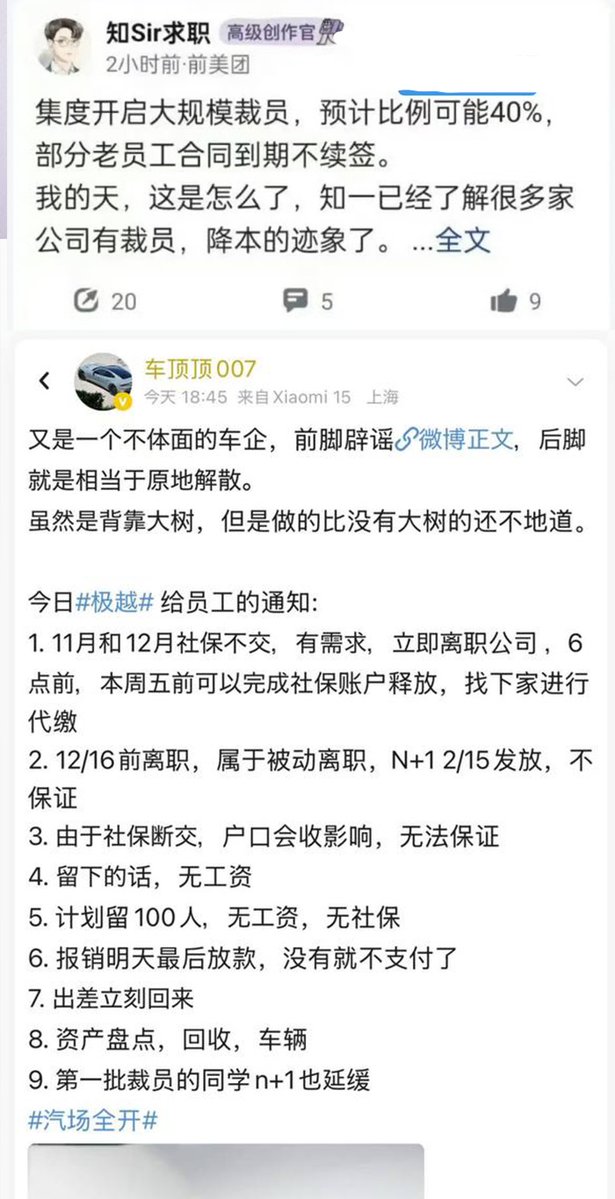 知Sir求职 高级创作官
2小时前·前美团
集度开启大规模裁员，预计比例可能40%，
部分老员工合同到期不续签。
我的天，这是怎么了，知一已经了解很多家
公司有裁员，降本的迹象了。 ...全文
20 5 9
车顶顶007
今天 18:45 来自Xiaomi 15 上海
又是一个不体面的车企，前脚辟谣微博正文，后脚
就是相当于原地解散。
虽然是背靠大树，但是做的比没有大树的还不地道。
今日#极越# 给员工的通知:
1. 11月和12月社保不交，有需求，立即离职公司，6
点前，本周五前可以完成社保账户释放，找下家进行
代缴
2. 12/16前离职，属于被动离职，N+1 2/15发放，不
保证
3. 由于社保断交，户口会收影响，无法保证
4. 留下的话，无工资
5. 计划留100人，无工资，无社保
6. 报销明天最后放款，没有就不支付了
7. 出差立刻回来
8. 资产盘点，回收，车辆
9. 第一批裁员的同学n+1也延缓
#汽场全开#